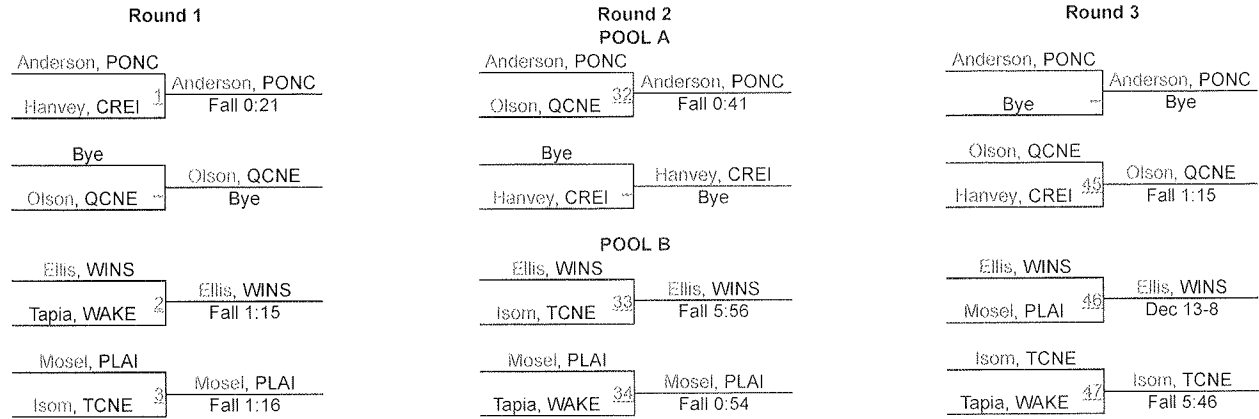 Round 1
Anderson, PONC
Hanvey, CREI
1
Anderson, PONC
Fall 0:21
Bye
Olson, QCNE
Olson, QCNE
Bye
Ellis, WINS
Tapia, WAKE
2
Ellis, WINS
Fall 1:15
Mosel, PLAI
Isom, TCNE
3
Mosel, PLAI
Fall 1:16
Round 2
POOL A
Anderson, PONC
Olson, QCNE
32
Anderson, PONC
Fall 0:41
Bye
Hanvey, CREI
Hanvey, CREI
Bye
POOL B
Ellis, WINS
Isom, TCNE
33
Ellis, WINS
Fall 5:56
Mosel, PLAI
Tapia, WAKE
34
Mosel, PLAI
Fall 0:54
Round 3
Anderson, PONC
Bye
Anderson, PONC
Bye
Olson, QCNE
Hanvey, CREI
45
Olson, QCNE
Fall 1:15
Ellis, WINS
Mosel, PLAI
46
Ellis, WINS
Dec 13-8
Isom, TCNE
Tapia, WAKE
47
Isom, TCNE
Fall 5:46